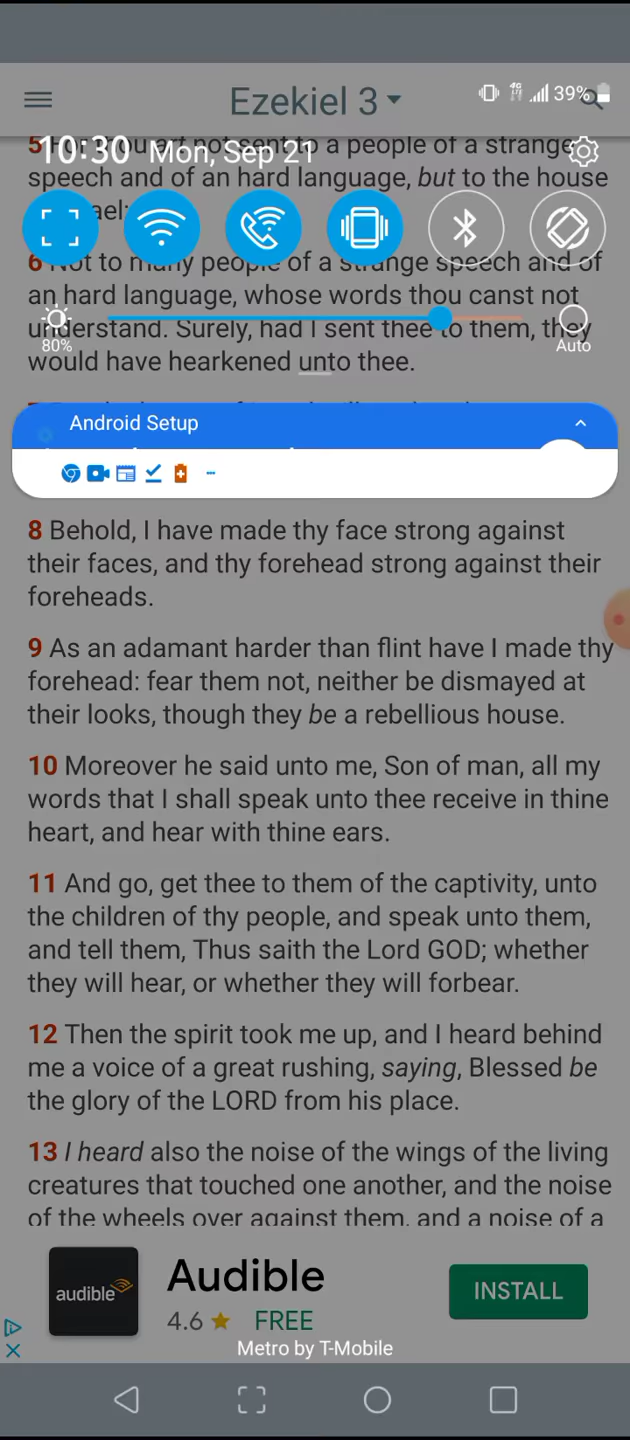 Ezekiel 3
39%
10:30 Mon, Sep 21
5 For thou art not sent to a people of a strange
speech and of an hard language, but to the house
ael:
6 Not to many people of a strange speech and of
an hard language, whose words thou canst not
understand. Surely, had I sent thee to them, they
would have hearkened unto thee.
80%
Auto
Android Setup
8 Behold, I have made thy face strong against
their faces, and thy forehead strong against their
foreheads.
9 As an adamant harder than flint have I made thy
forehead: fear them not, neither be dismayed at
their looks, though they be a rebellious house.
10 Moreover he said unto me, Son of man, all my
words that I shall speak unto thee receive in thine
heart, and hear with thine ears.
11 And go, get thee to them of the captivity, unto
the children of thy people, and speak unto them,
and tell them, Thus saith the Lord GOD; whether
they will hear, or whether they will forbear.
12 Then the spirit took me up, and I heard behind
me a voice of a great rushing, saying, Blessed be
the glory of the LORD from his place.
13 I heard also the noise of the wings of the living
creatures that touched one another, and the noise
of the wheels over against them, and a noise of a
audible
Audible
4.6 FREE
INSTALL
Metro by T-Mobile